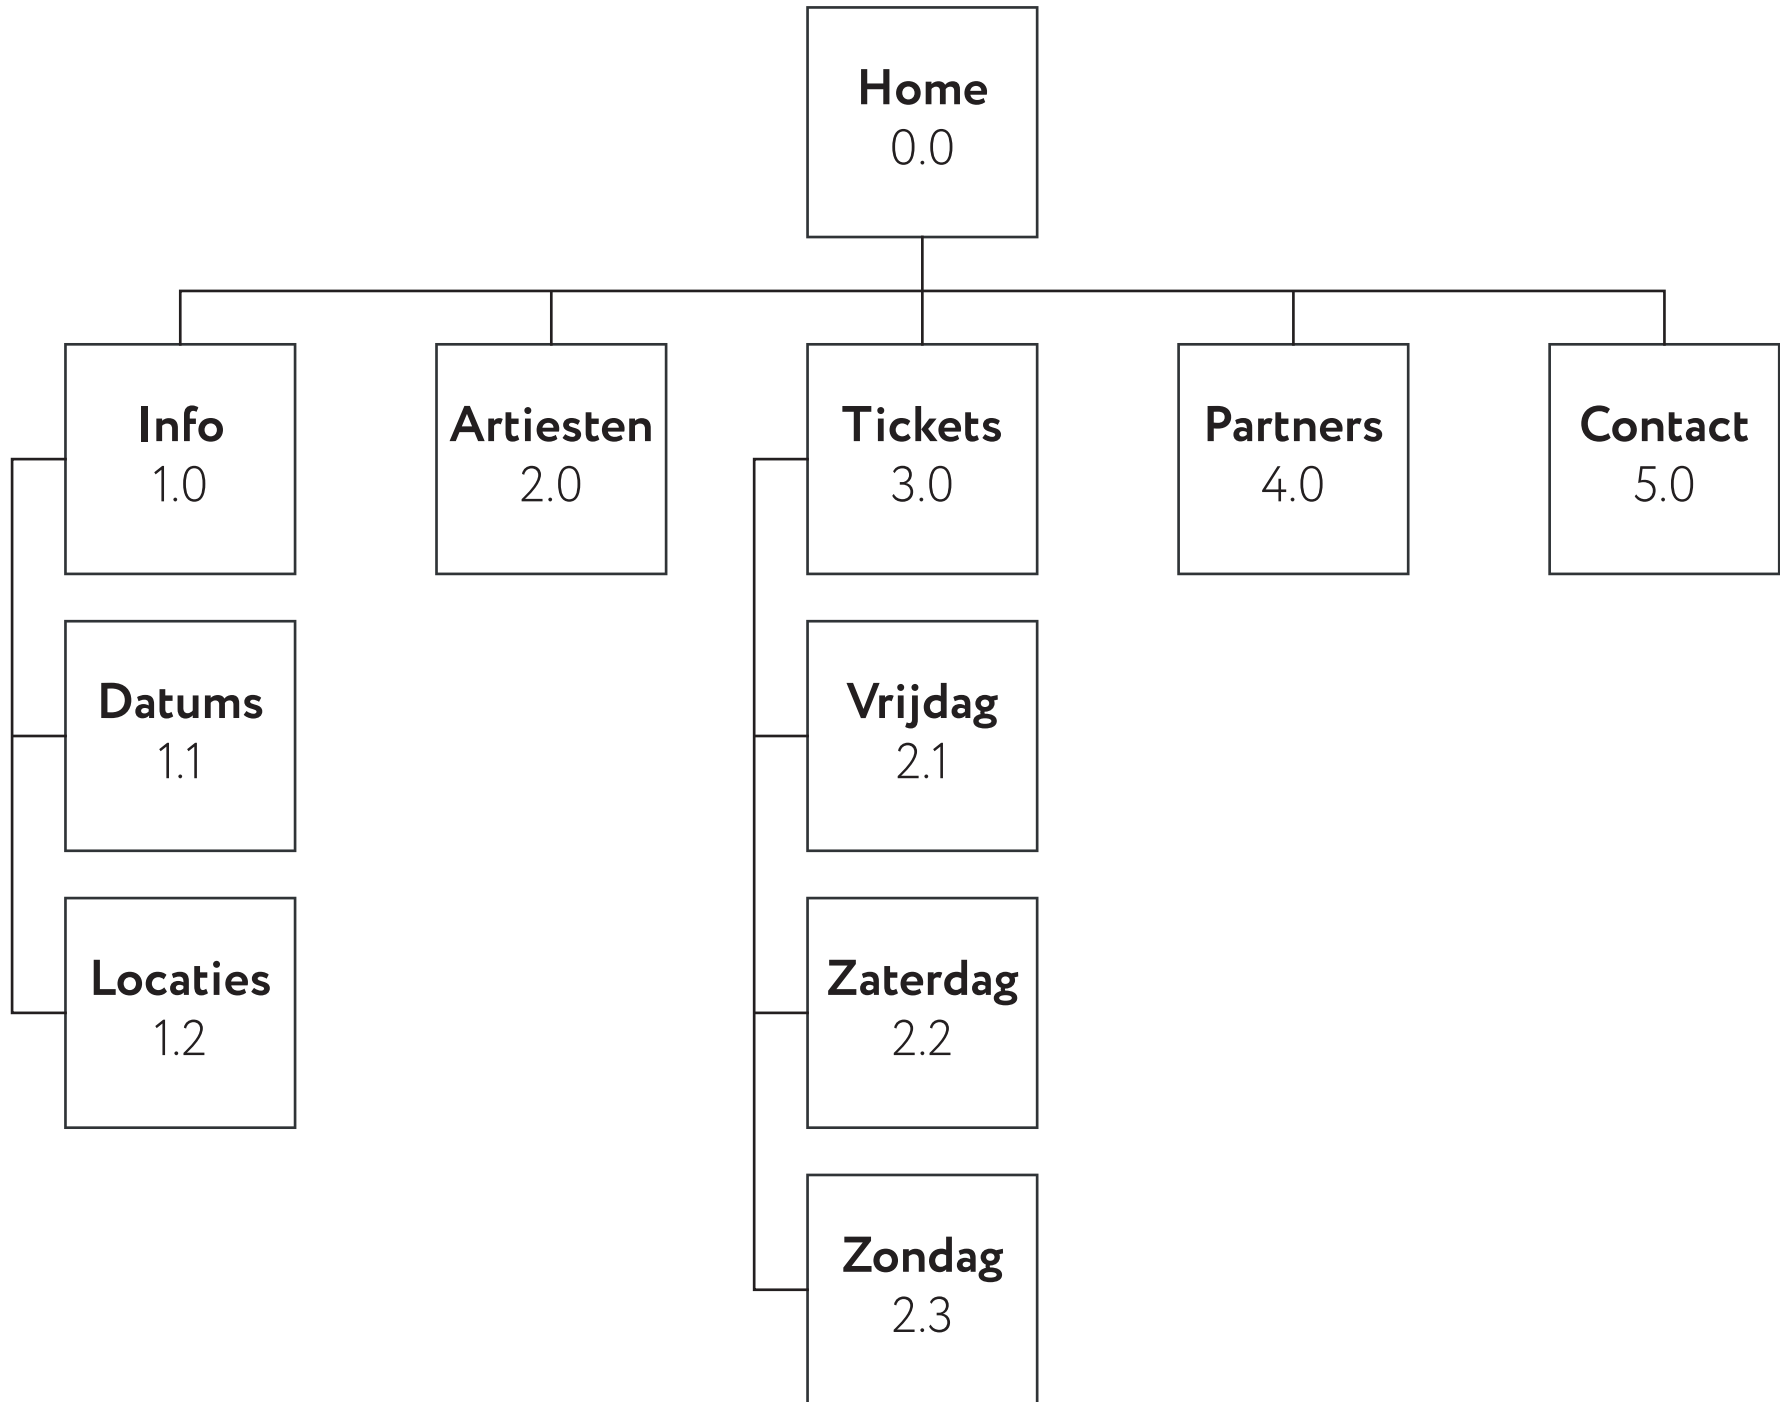 Home
0.0
Info
1.0
Artiesten
2.0
Tickets
3.0
Partners
4.0
Contact
5.0
Datums
1.1
Vrijdag
2.1
Locaties
1.2
Zaterdag
2.2
Zondag
2.3